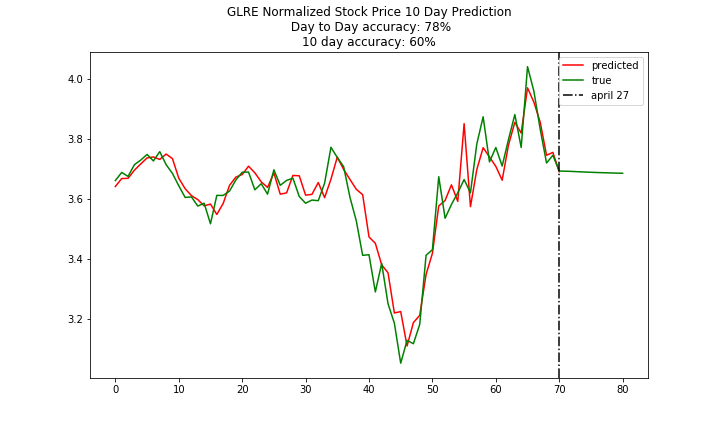 GLRE Normalized Stock Price 10 Day Prediction
Day to Day accuracy: 78%
10 day accuracy: 60%
predicted
true
april 27
4.0
3.8
3.6
3.4
3.2
0 10 20 30 40 50 60 70 80